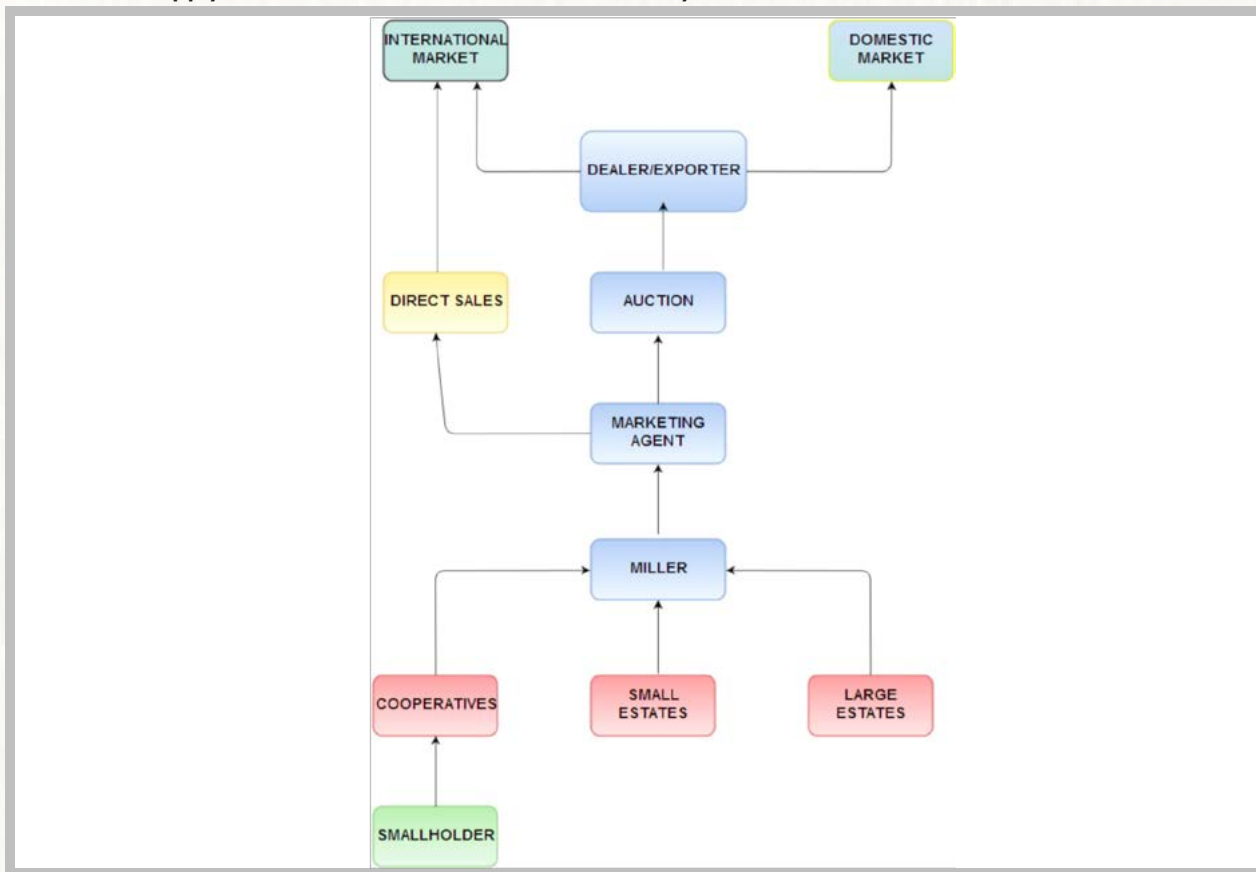 INTERNATIONAL
MARKET
DOMESTIC
MARKET
DEALER/EXPORTER
DIRECT SALES
AUCTION
MARKETING
AGENT
MILLER
COOPERATIVES
SMALL
ESTATES
LARGE
ESTATES
SMALLHOLDER